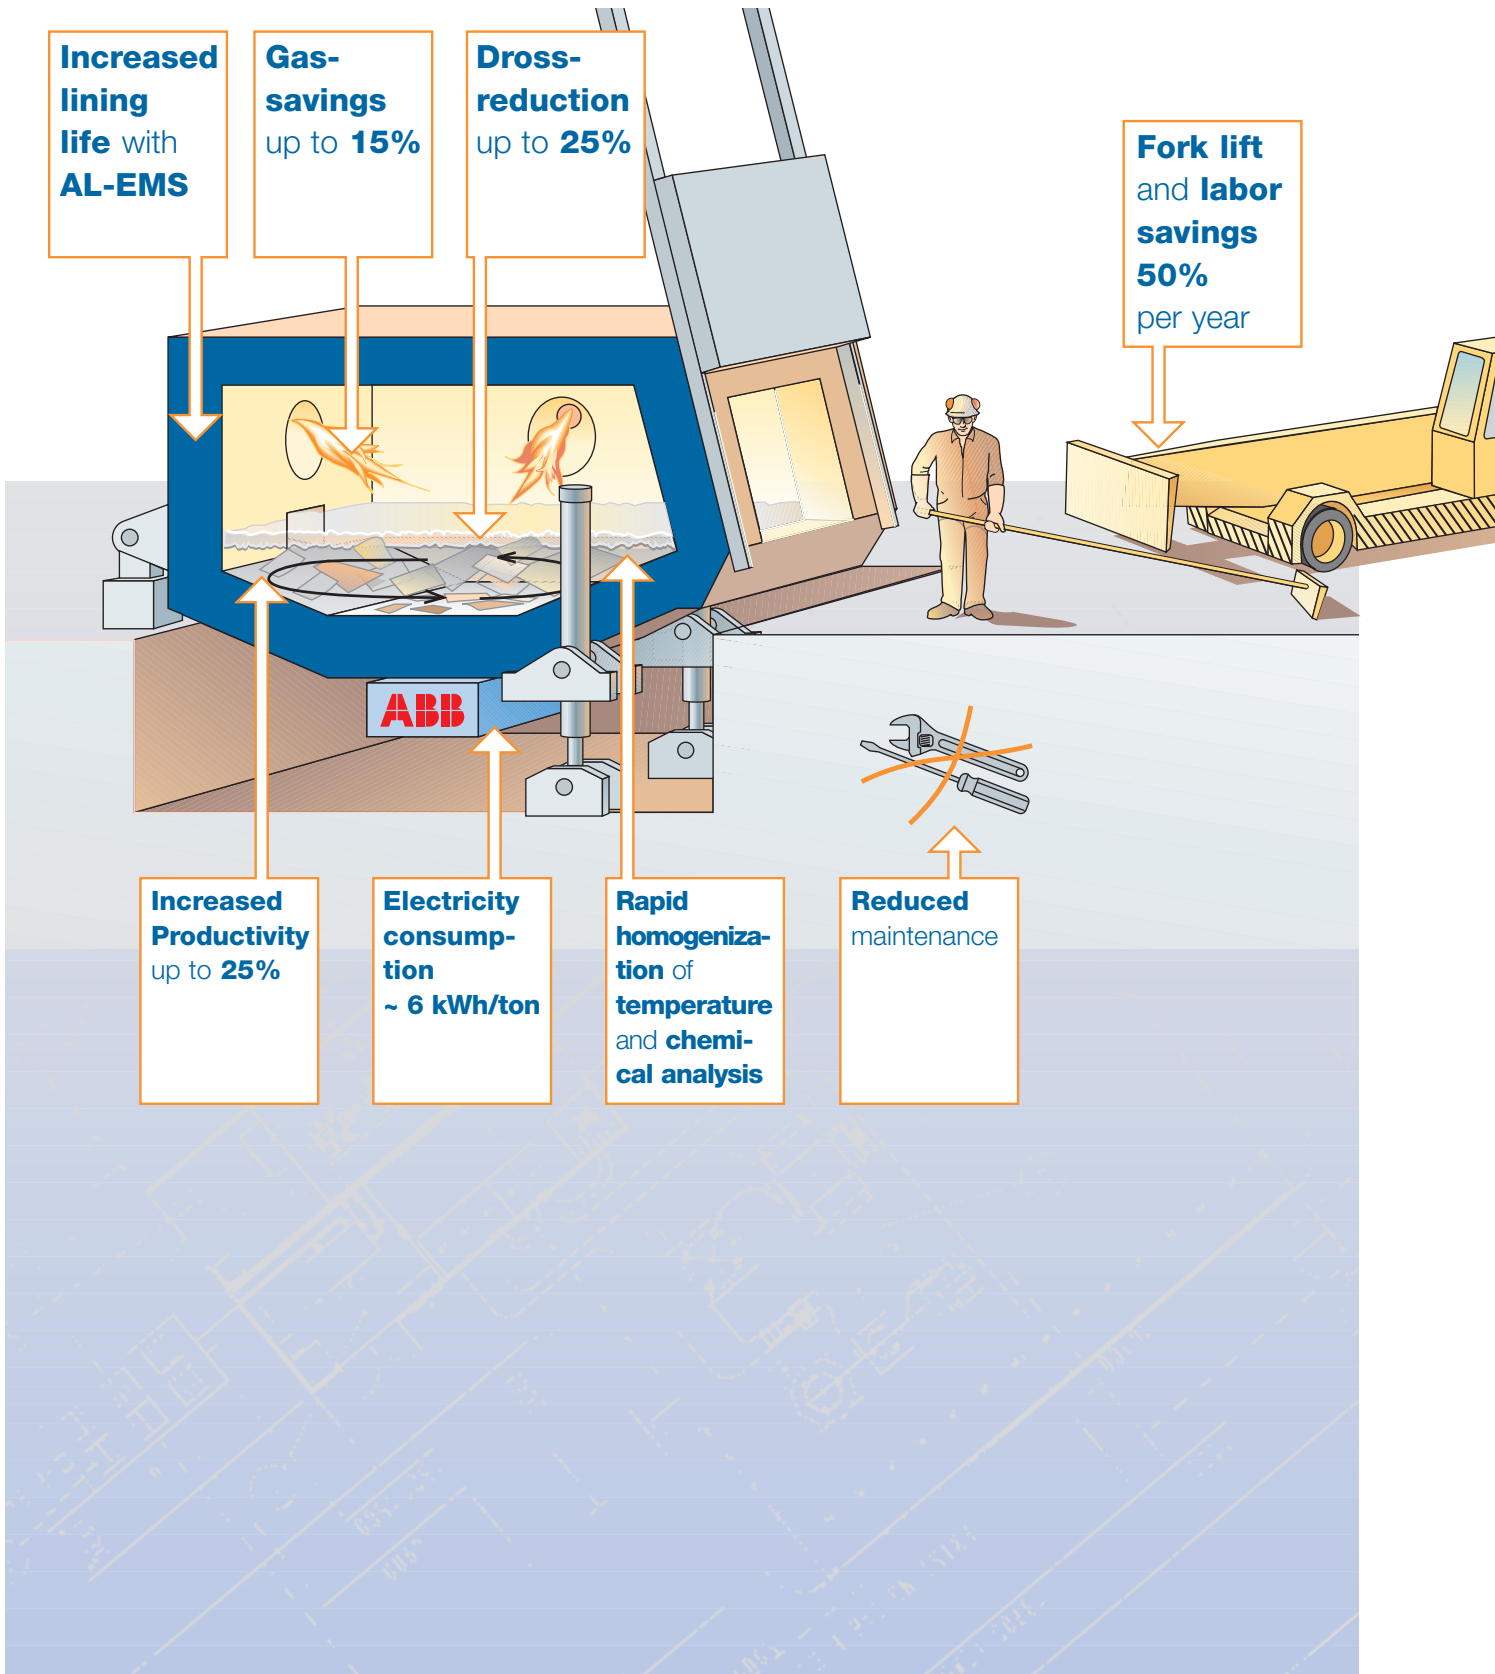 Increased
lining
life with
AL-EMS
Gas-
savings
up to 15%
Dross-
reduction
up to 25%
Fork lift
and labor
savings
50%
per year
ABB
Increased
Productivity
up to 25%
Electricity
consump-
tion
~ 6 kWh/ton
Rapid
homogeniza-
tion of
temperature
and chemi-
cal analysis
Reduced
maintenance